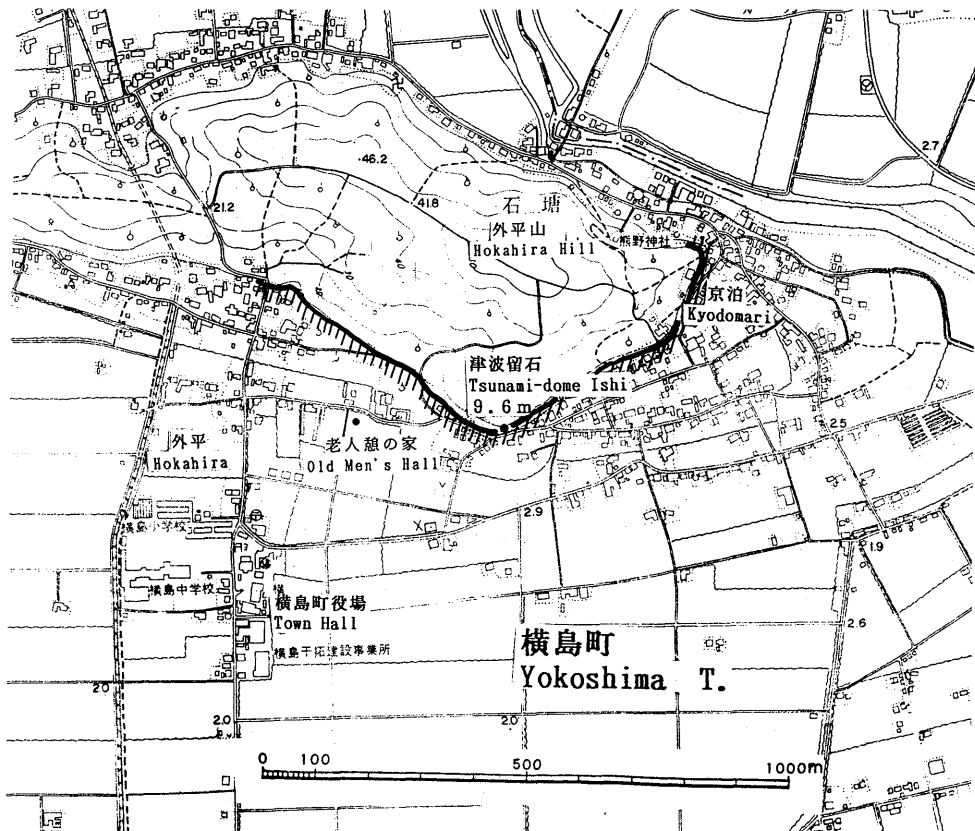 2.7
46.2
21.2
41.8
石塘
外平山
Hokahira Hill
熊野神社
京泊
Kyodomari
津波留石
Tsunami-dome Ishi
9.6m
外平
Hokahira
老人憩の家
Old Men's Hall
2.5
2.9
横島小学校
1.9
横島中学校
横島町役場
Town Hall
横島干拓建設事業所
横島町
Yokoshima T.
2.6
20
2.0
2.0
0 100 500 1000m